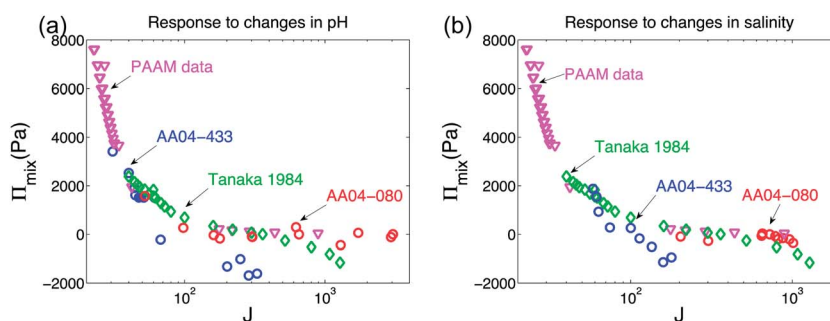 (a)
Response to changes in pH
8000
6000
4000
2000
0
−2000
Π_mix(Pa)
PAAM data
AA04−433
Tanaka 1984
AA04−080
10²
10³
J
(b)
Response to changes in salinity
8000
6000
4000
2000
0
−2000
Π_mix(Pa)
PAAM data
Tanaka 1984
AA04−433
AA04−080
10²
10³
J